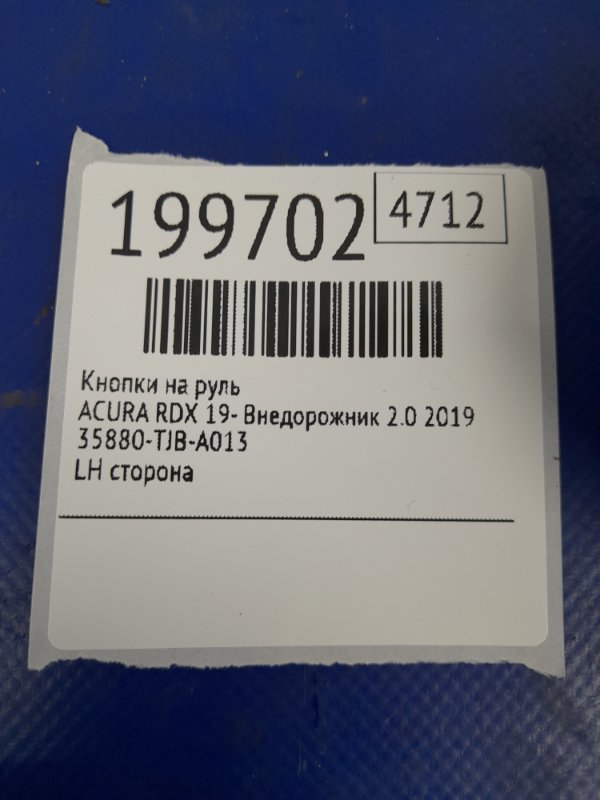 199702 4712
Кнопки на руль
ACURA RDX 19- Внедорожник 2.0 2019
35880-TJB-A013
LH сторона